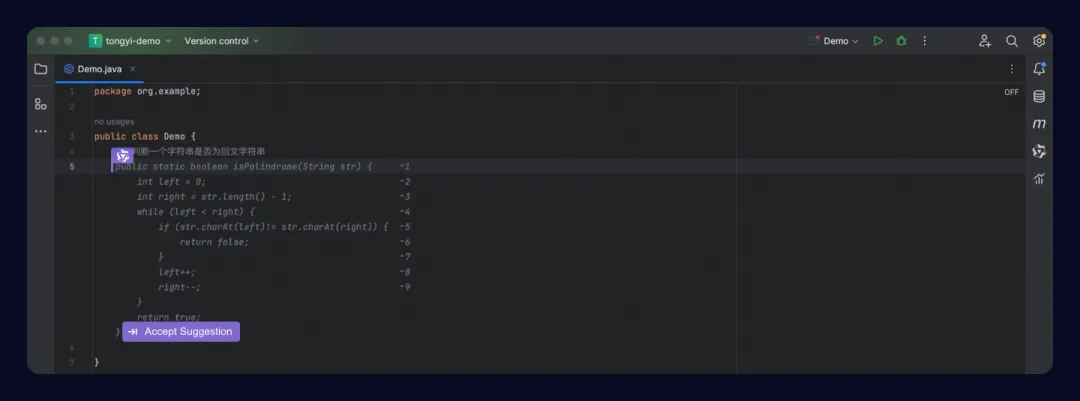 T tongyi-demo Version control Demo
Demo.java
1 package org.example; OFF
2
no usages
3 public class Demo {
4 判断一个字符串是否为回文字符串
5 public static boolean isPalindrome(String str) { ⌃1
int left = 0; ⌃2
int right = str.length() - 1; ⌃3
while (left < right) { ⌃4
if (str.charAt(left)!= str.charAt(right)) { ⌃5
return false; ⌃6
} ⌃7
left++; ⌃8
right--; ⌃9
}
return true;
} Accept Suggestion
6
7 }